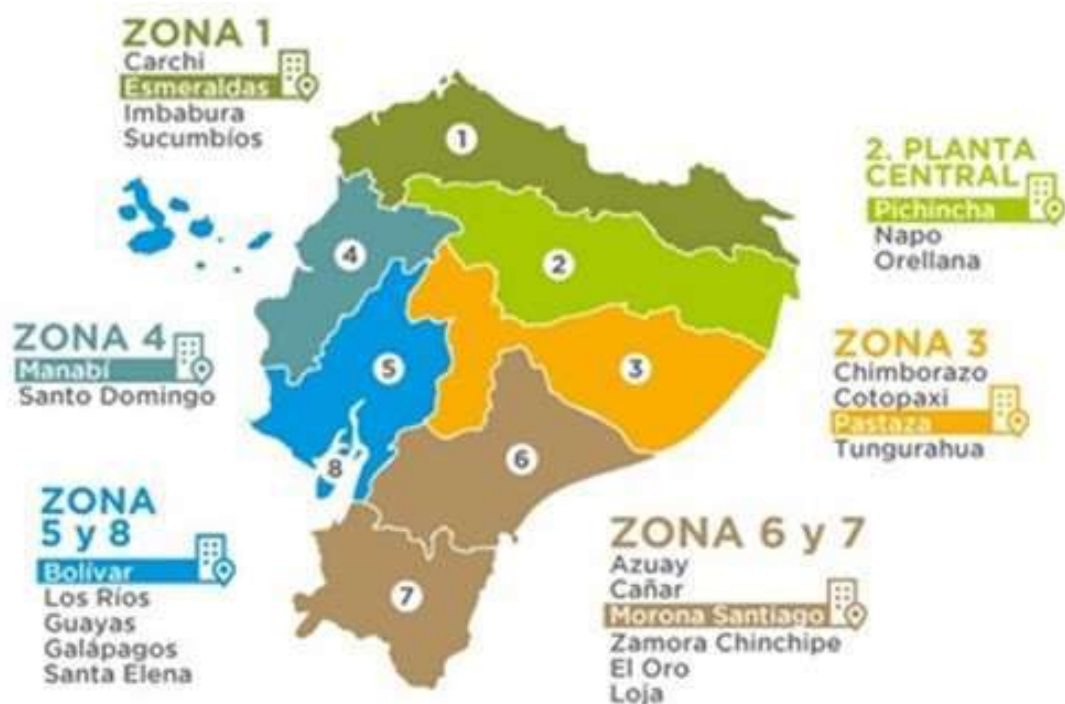 ZONA 1
Carchi
Esmeraldas
Imbabura
Sucumbíos
1
2. PLANTA
CENTRAL
Pichincha
Napo
Orellana
4
2
ZONA 4
Manabí
Santo Domingo
5
3
ZONA 3
Chimborazo
Cotopaxi
Pastaza
Tungurahua
8
6
ZONA
5 y 8
Bolívar
Los Ríos
Guayas
Galápagos
Santa Elena
7
ZONA 6 y 7
Azuay
Cañar
Morona Santiago
Zamora Chinchipe
El Oro
Loja